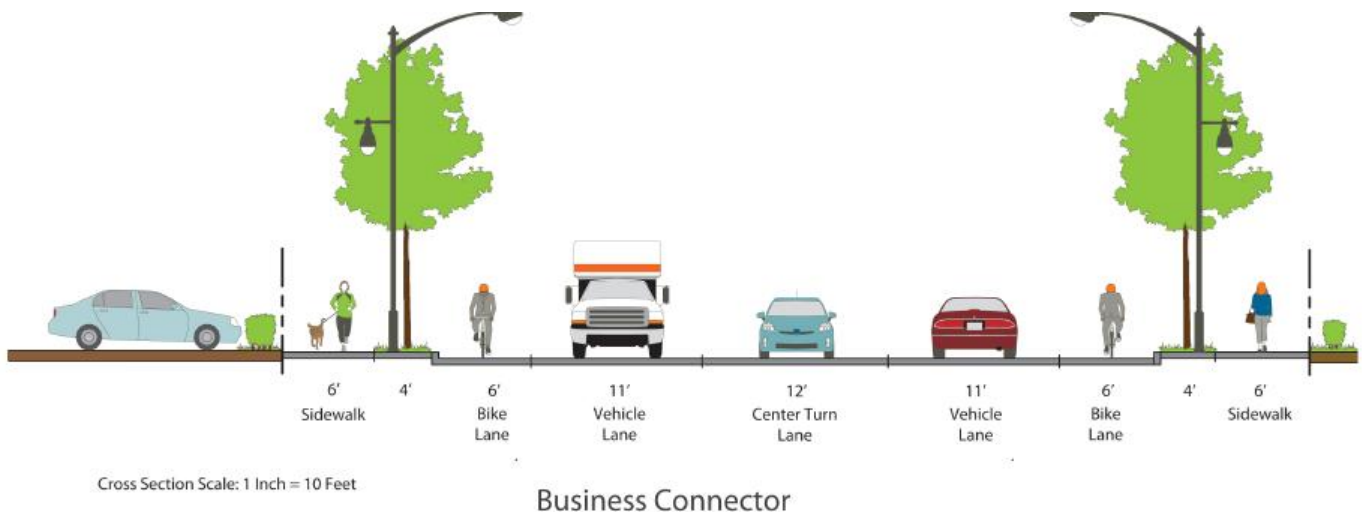 6' 4' 6' 11' 12' 11' 6' 4' 6'
Sidewalk Bike Vehicle Center Turn Vehicle Bike Sidewalk
Lane Lane Lane Lane Lane
Cross Section Scale: 1 Inch = 10 Feet
Business Connector